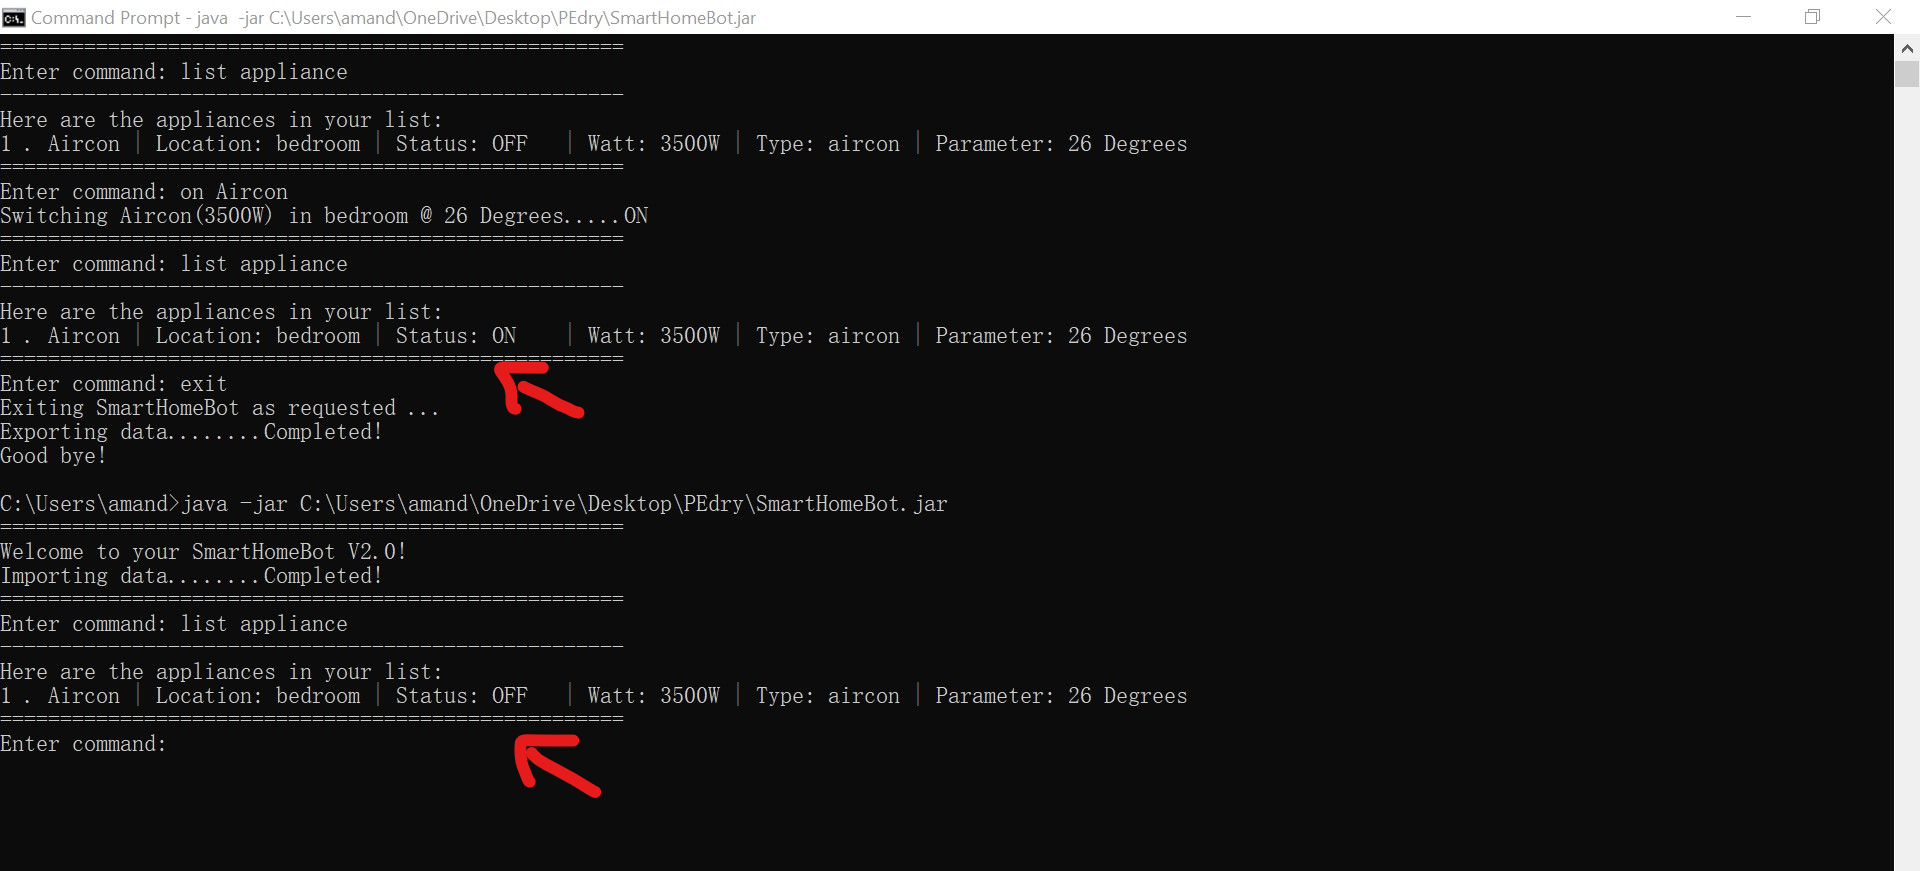 Command Prompt - java  -jar C:\Users\amand\OneDrive\Desktop\PEdry\SmartHomeBot.jar
====================================================
Enter command: list appliance
----------------------------------------------------
Here are the appliances in your list:
1 . Aircon | Location: bedroom | Status: OFF   | Watt: 3500W | Type: aircon | Parameter: 26 Degrees
====================================================
Enter command: on Aircon
Switching Aircon(3500W) in bedroom @ 26 Degrees.....ON
====================================================
Enter command: list appliance
----------------------------------------------------
Here are the appliances in your list:
1 . Aircon | Location: bedroom | Status: ON    | Watt: 3500W | Type: aircon | Parameter: 26 Degrees
====================================================
Enter command: exit
Exiting SmartHomeBot as requested ...
Exporting data........Completed!
Good bye!
C:\Users\amand>java -jar C:\Users\amand\OneDrive\Desktop\PEdry\SmartHomeBot.jar
====================================================
Welcome to your SmartHomeBot V2.0!
Importing data........Completed!
====================================================
Enter command: list appliance
----------------------------------------------------
Here are the appliances in your list:
1 . Aircon | Location: bedroom | Status: OFF   | Watt: 3500W | Type: aircon | Parameter: 26 Degrees
====================================================
Enter command: